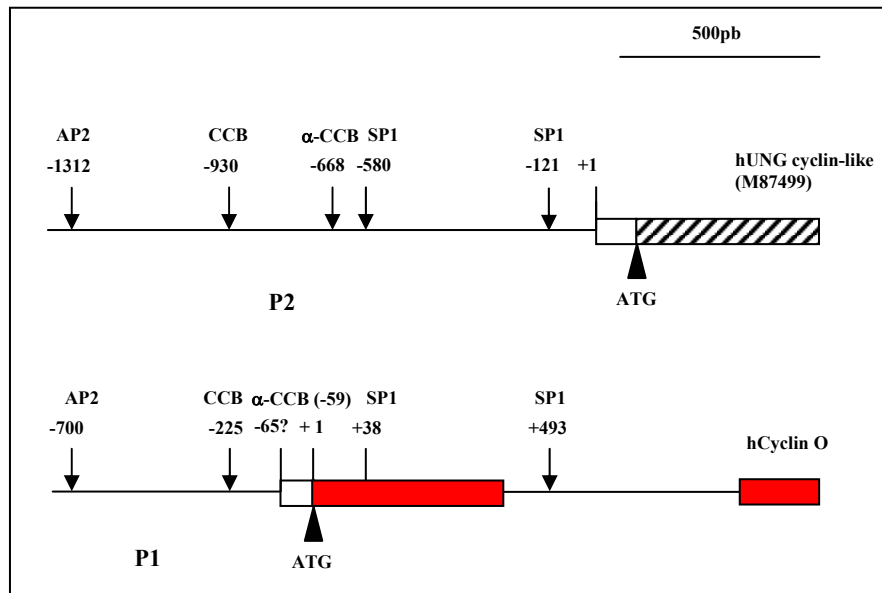 500pb
AP2 CCB α-CCB SP1 SP1
-1312 -930 -668 -580 -121 +1
hUNG cyclin-like
(M87499)
ATG
P2
AP2 CCB α-CCB (-59) SP1 SP1
-700 -225 -65? + 1 +38 +493
hCyclin O
ATG
P1